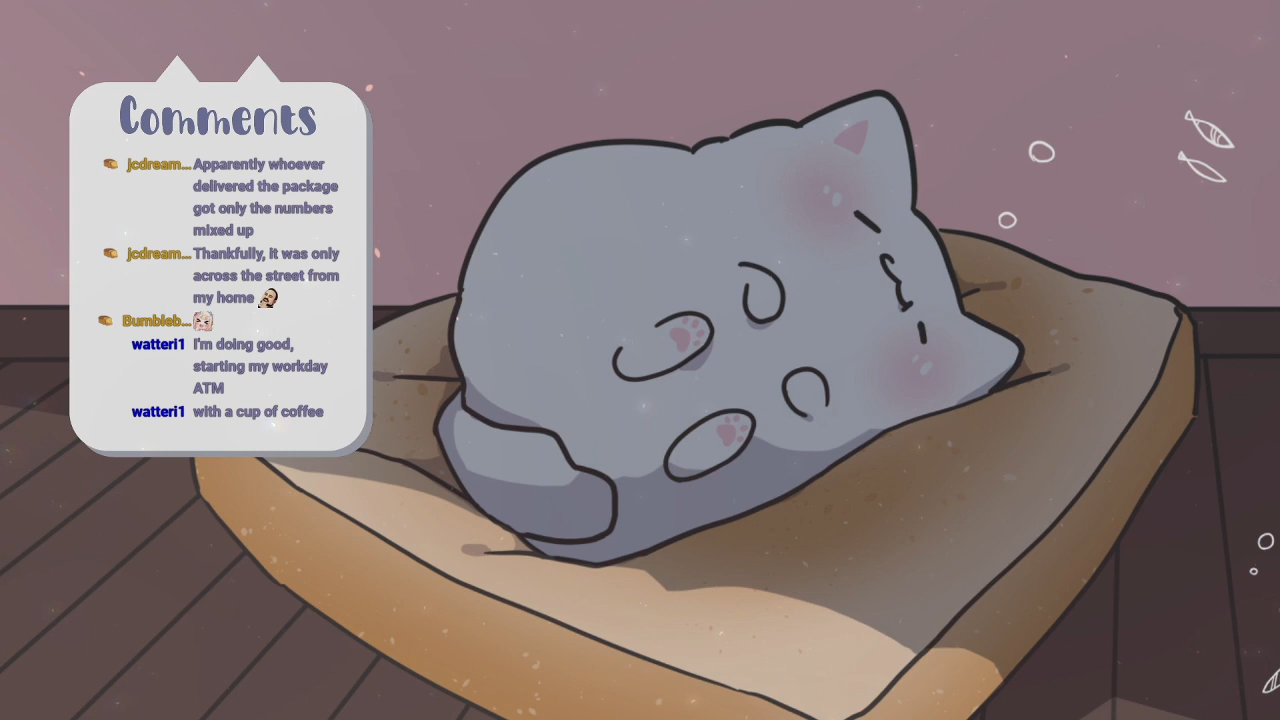 Comments
jcdream... Apparently whoever
delivered the package
got only the numbers
mixed up
jcdream... Thankfully, it was only
across the street from
my home
Bumbleb...
watteri1 I'm doing good,
starting my workday
ATM
watteri1 with a cup of coffee